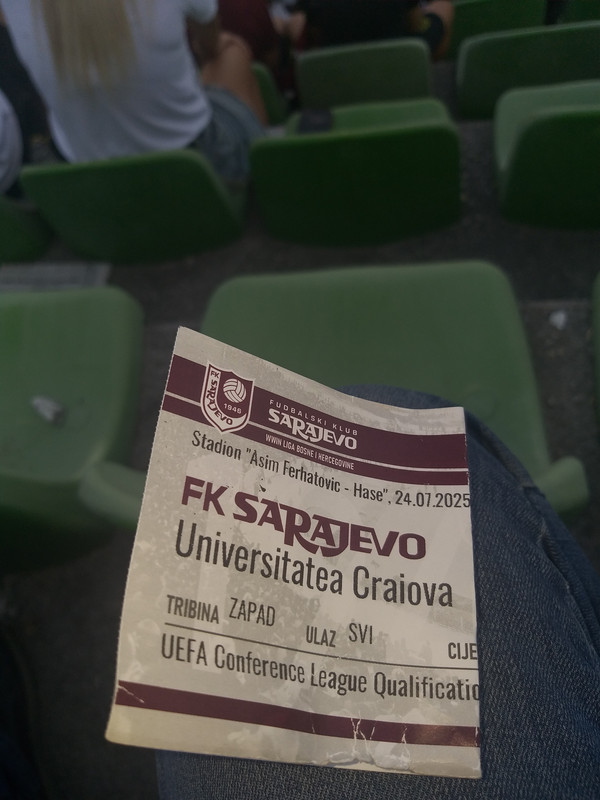 FK SARAJEVO
1946
FUDBALSKI KLUB
SARAJEVO
WWIN LIGA BOSNE I HERCEGOVINE
Stadion "Asim Ferhatovic - Hase", 24.07.2025
FK SARAJEVO
Universitatea Craiova
TRIBINA ZAPAD ULAZ SVI CIJE
UEFA Conference League Qualificatio